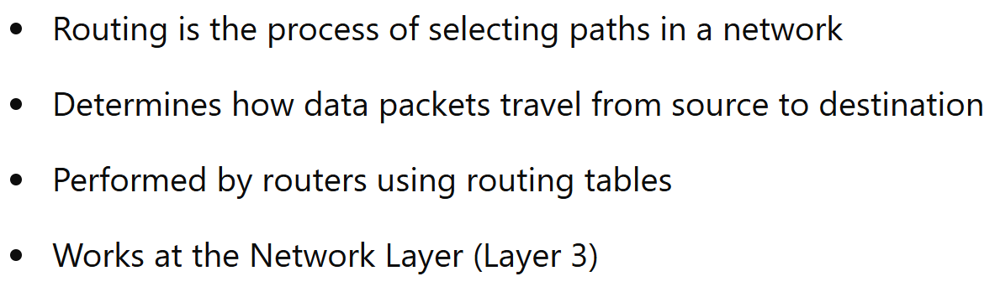 • Routing is the process of selecting paths in a network
• Determines how data packets travel from source to destination
• Performed by routers using routing tables
• Works at the Network Layer (Layer 3)